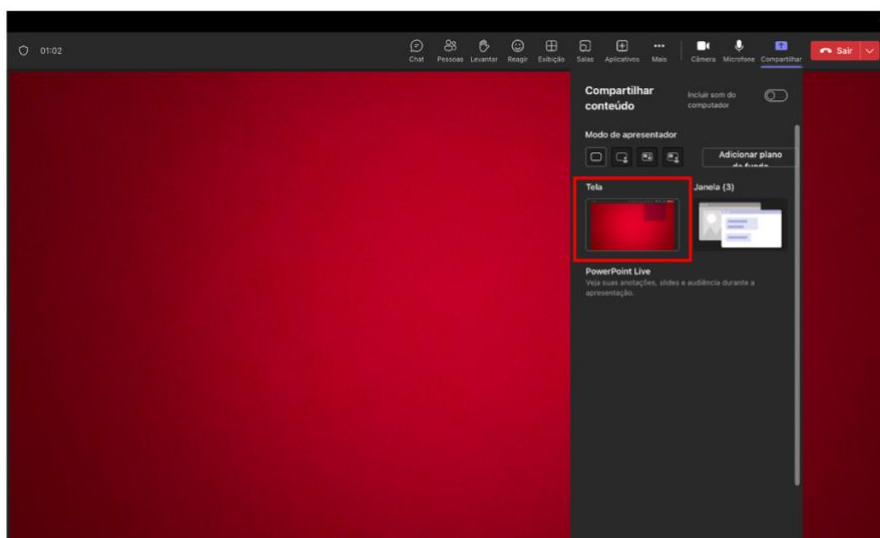 01:02
Chat Pessoas Levantar Reagir Exibição Salas Aplicativos Mais Câmera Microfone Compartilhar Sair
Compartilhar
conteúdo
Incluir som do
computador
Modo de apresentador
Adicionar plano
de fundo
Tela
Janela (3)
PowerPoint Live
Veja suas anotações, slides e audiência durante a
apresentação.